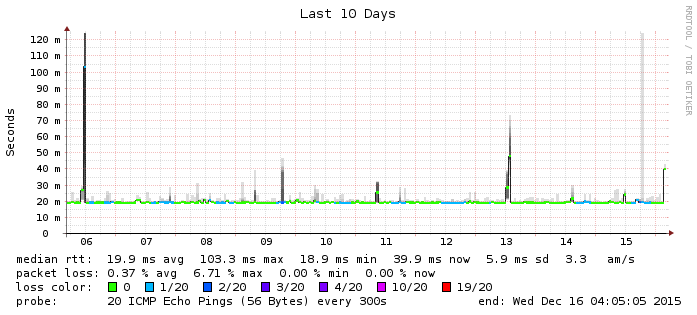 Last 10 Days
RRDTOOL / TOBI OETIKER
Seconds
120 m
110 m
100 m
90 m
80 m
70 m
60 m
50 m
40 m
30 m
20 m
10 m
0
06 07 08 09 10 11 12 13 14 15
median rtt: 19.9 ms avg 103.3 ms max 18.9 ms min 39.9 ms now 5.9 ms sd 3.3 am/s
packet loss: 0.37 % avg 6.71 % max 0.00 % min 0.00 % now
loss color: 0 1/20 2/20 3/20 4/20 10/20 19/20
probe: 20 ICMP Echo Pings (56 Bytes) every 300s end: Wed Dec 16 04:05:05 2015